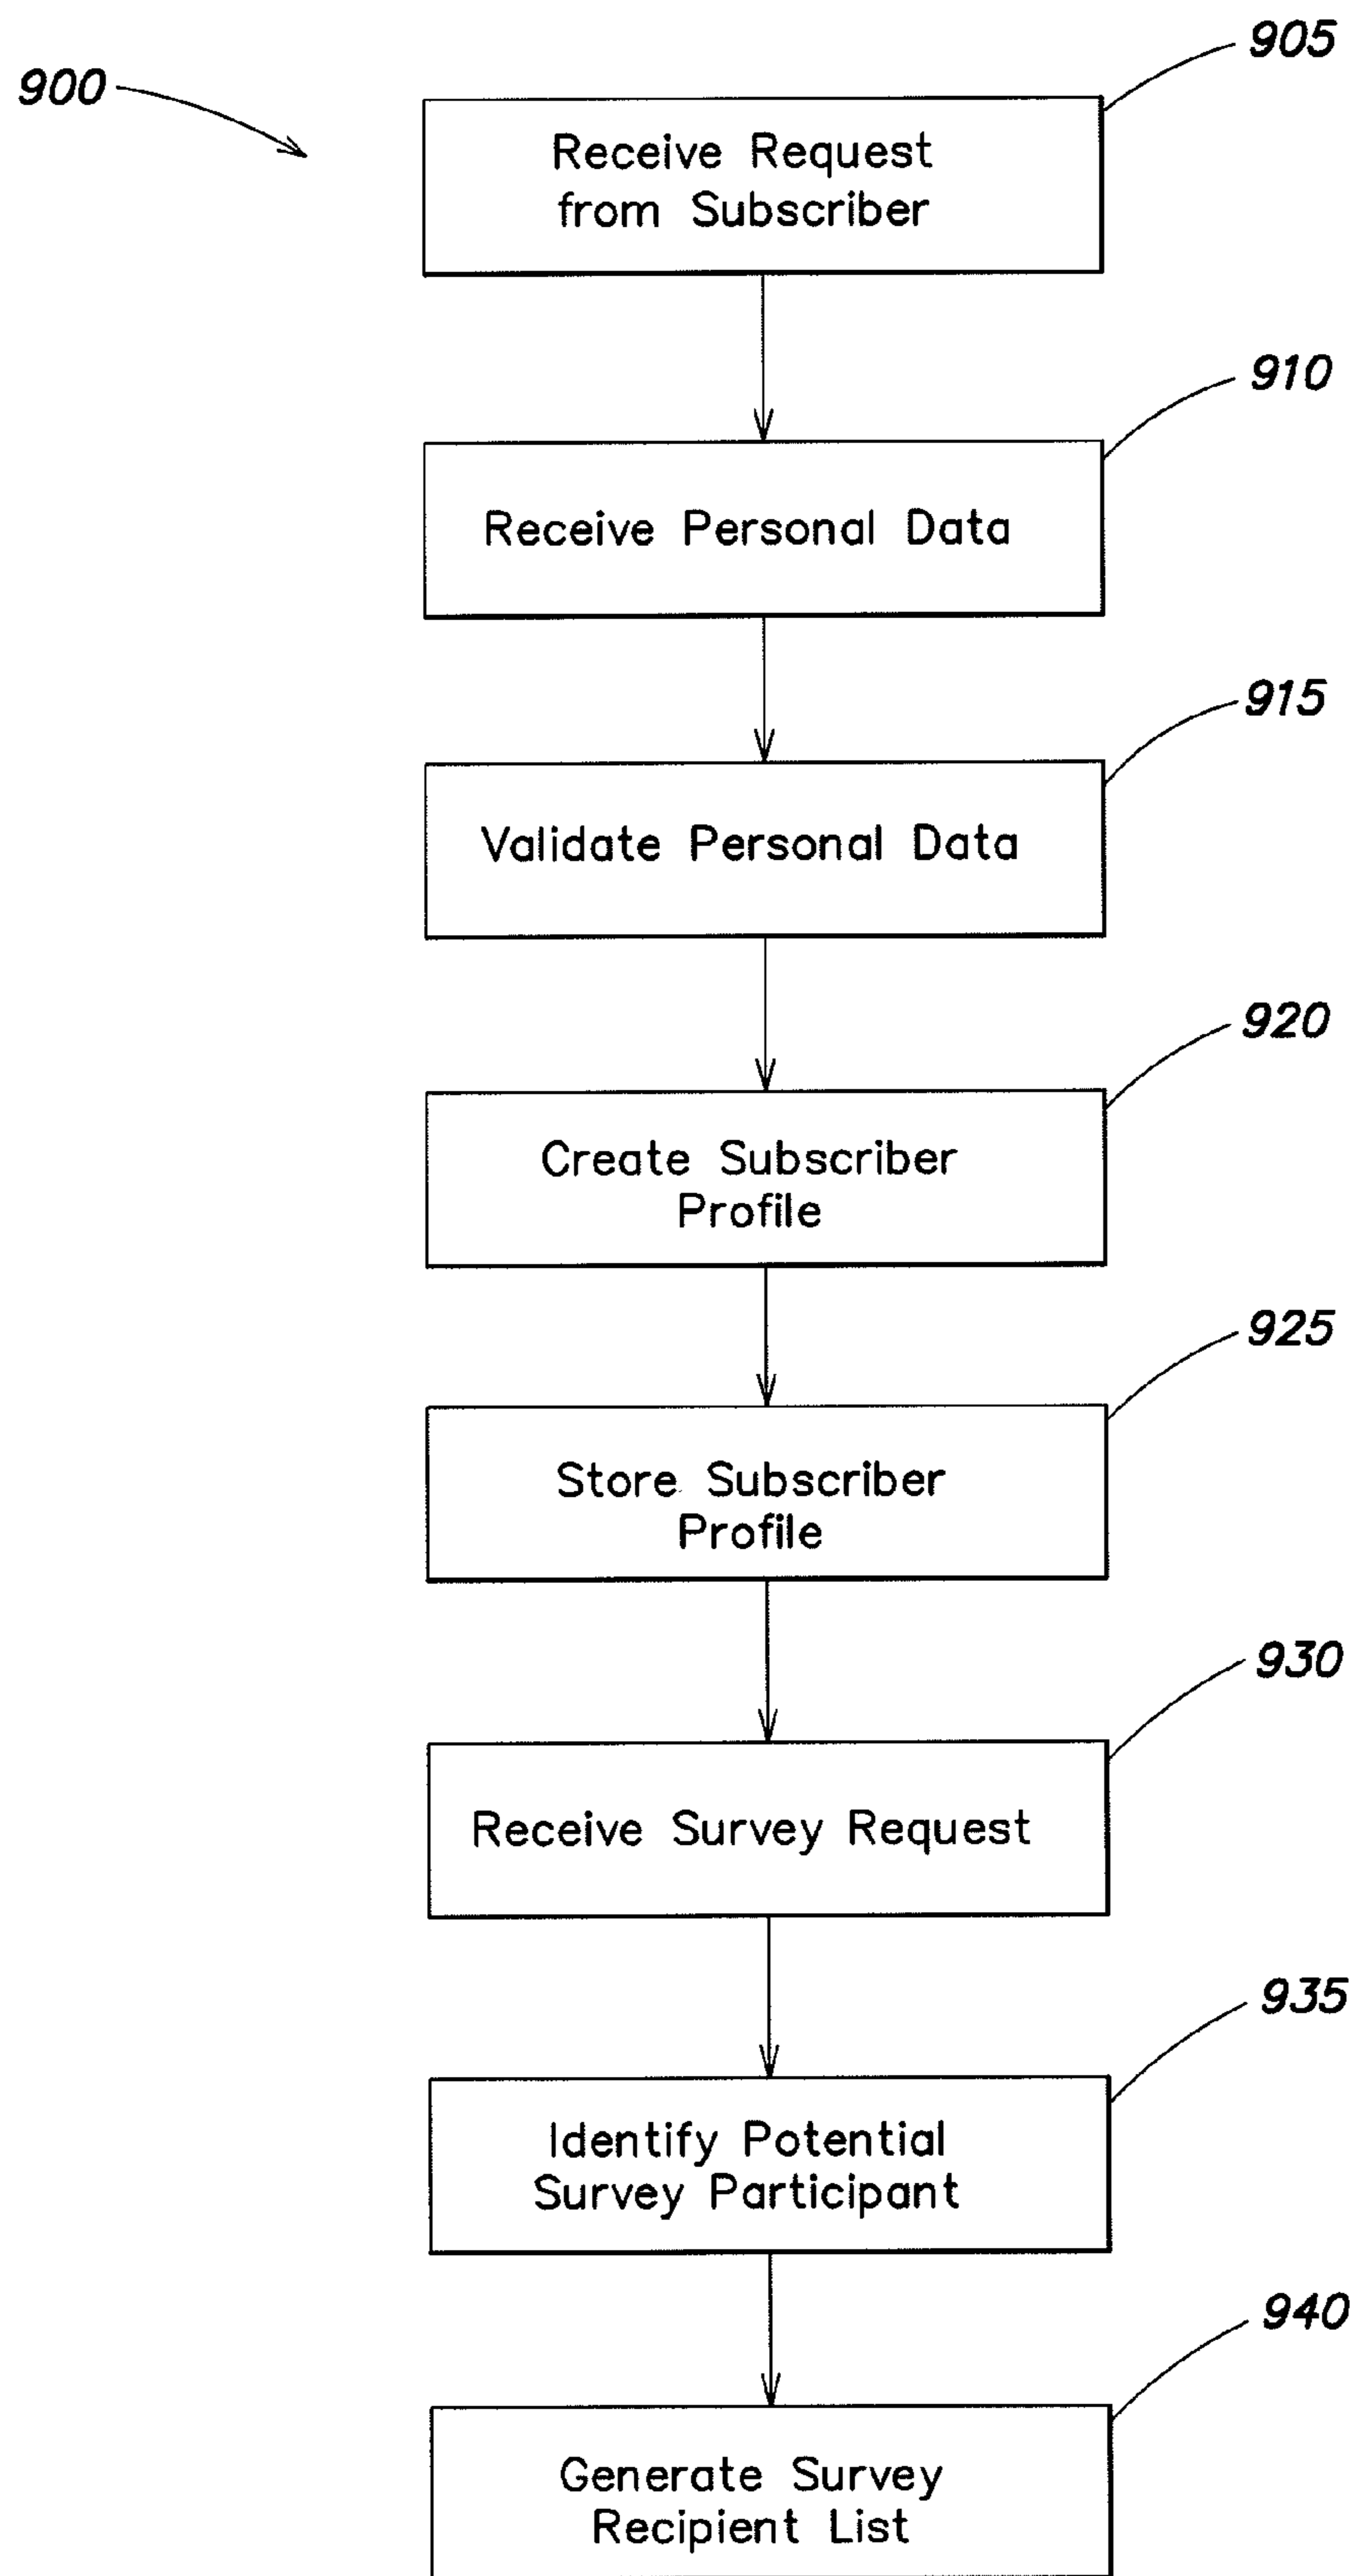 900
905
Receive Request
from Subscriber
910
Receive Personal Data
915
Validate Personal Data
920
Create Subscriber
Profile
925
Store Subscriber
Profile
930
Receive Survey Request
935
Identify Potential
Survey Participant
940
Generate Survey
Recipient List